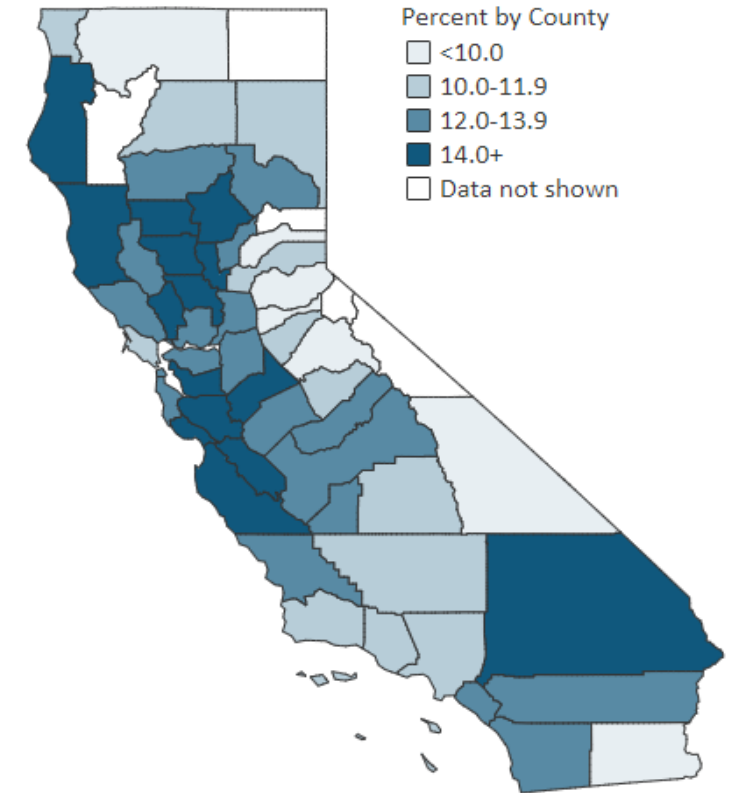 Percent by County
<10.0
10.0-11.9
12.0-13.9
14.0+
Data not shown